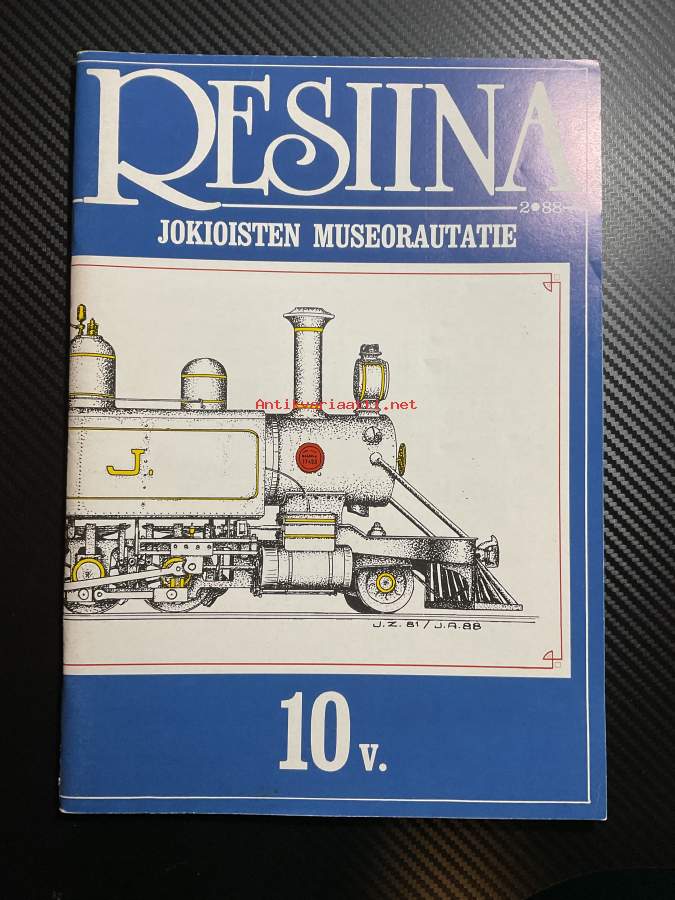 RESIINA
2•88
JOKIOISTEN MUSEORAUTATIE
Antikvariaatti.net
J.
J.Z. 81 / J.A. 88
10 v.